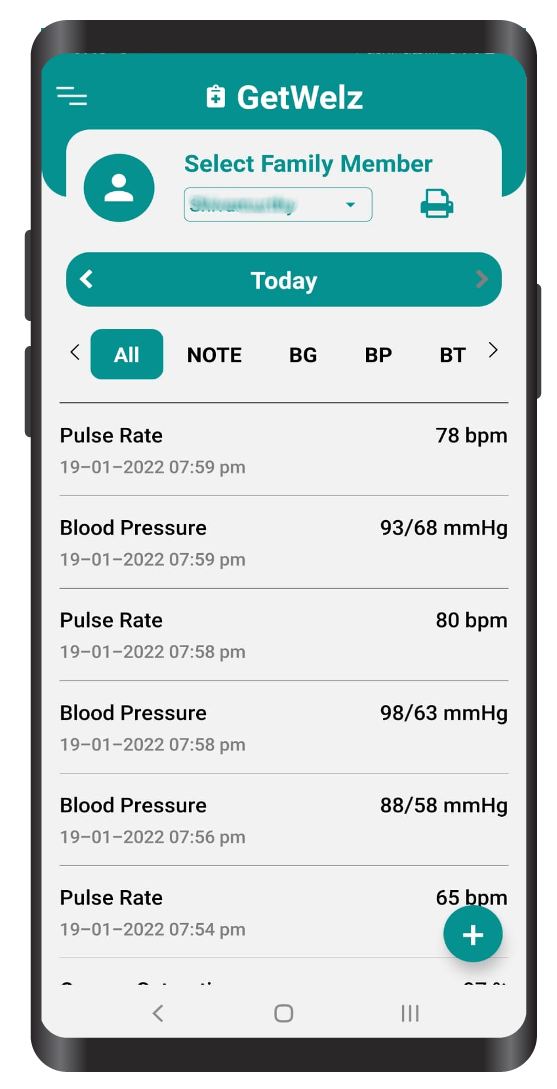 GetWelz
Select Family Member
Today
All NOTE BG BP BT
Pulse Rate 78 bpm
19-01-2022 07:59 pm
Blood Pressure 93/68 mmHg
19-01-2022 07:59 pm
Pulse Rate 80 bpm
19-01-2022 07:58 pm
Blood Pressure 98/63 mmHg
19-01-2022 07:58 pm
Blood Pressure 88/58 mmHg
19-01-2022 07:56 pm
Pulse Rate 65 bpm
19-01-2022 07:54 pm